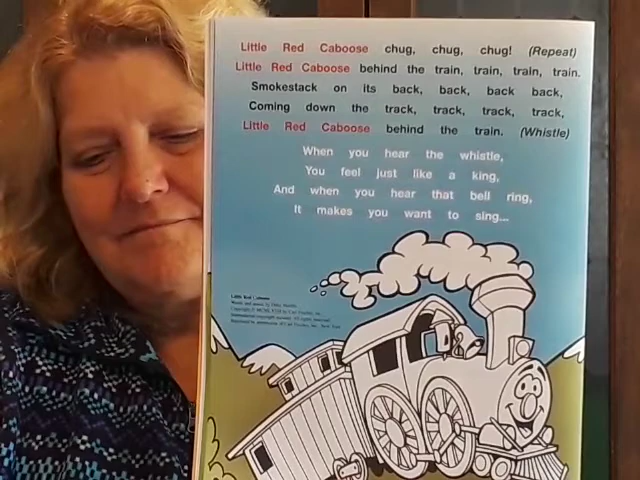 Little Red Caboose chug, chug, chug! (Repeat)
Little Red Caboose behind the train, train, train, train.
Smokestack on its back, back, back back,
Coming down the track, track, track, track,
Little Red Caboose behind the train. (Whistle)
When you hear the whistle,
You feel just like a king,
And when you hear that bell ring,
It makes you want to sing...
Little Red Caboose